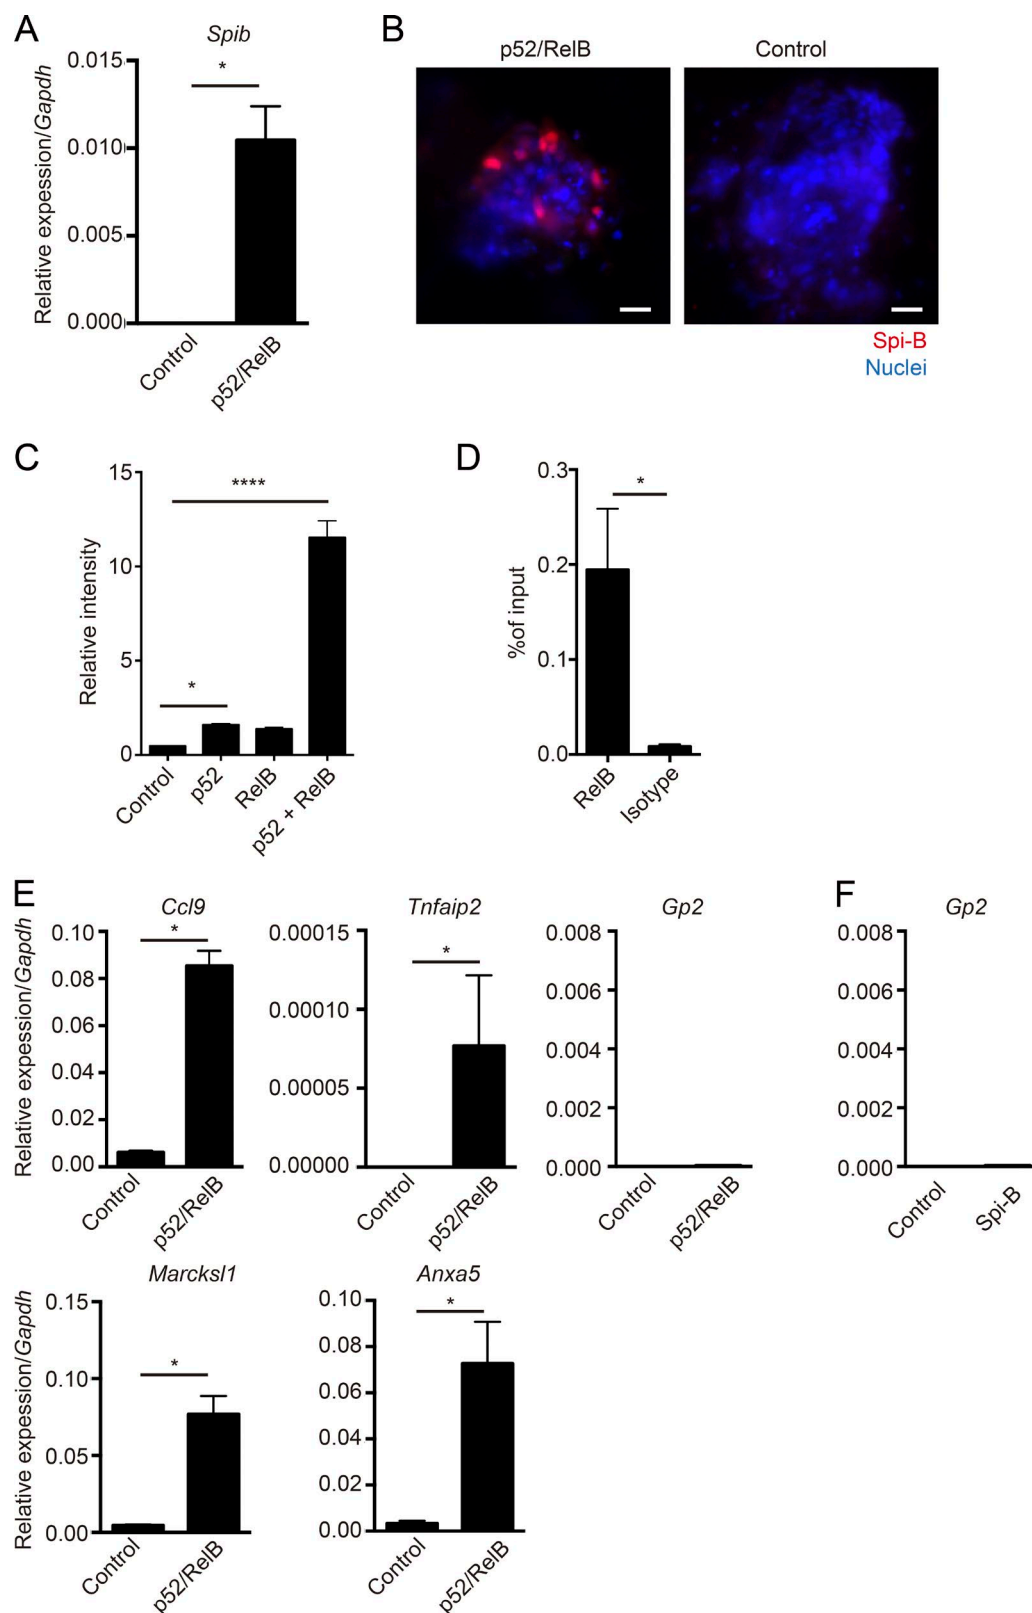 A
Spib
Relative expession/Gapdh
0.015
0.010
0.005
0.000
*
Control
p52/RelB
B
p52/RelB
Control
Spi-B
Nuclei
C
Relative intensity
15
10
5
0
****
*
Control
p52
RelB
p52 + RelB
D
%of input
0.3
0.2
0.1
0.0
*
RelB
Isotype
E
Ccl9
Relative expession/Gapdh
0.10
0.08
0.06
0.04
0.02
0.00
*
Control
p52/RelB
Tnfaip2
0.00015
0.00010
0.00005
0.00000
*
Control
p52/RelB
Gp2
0.008
0.006
0.004
0.002
0.000
Control
p52/RelB
F
Gp2
0.008
0.006
0.004
0.002
0.000
Control
Spi-B
Marcksl1
Relative expession/Gapdh
0.15
0.10
0.05
0.00
*
Control
p52/RelB
Anxa5
0.10
0.08
0.06
0.04
0.02
0.00
*
Control
p52/RelB